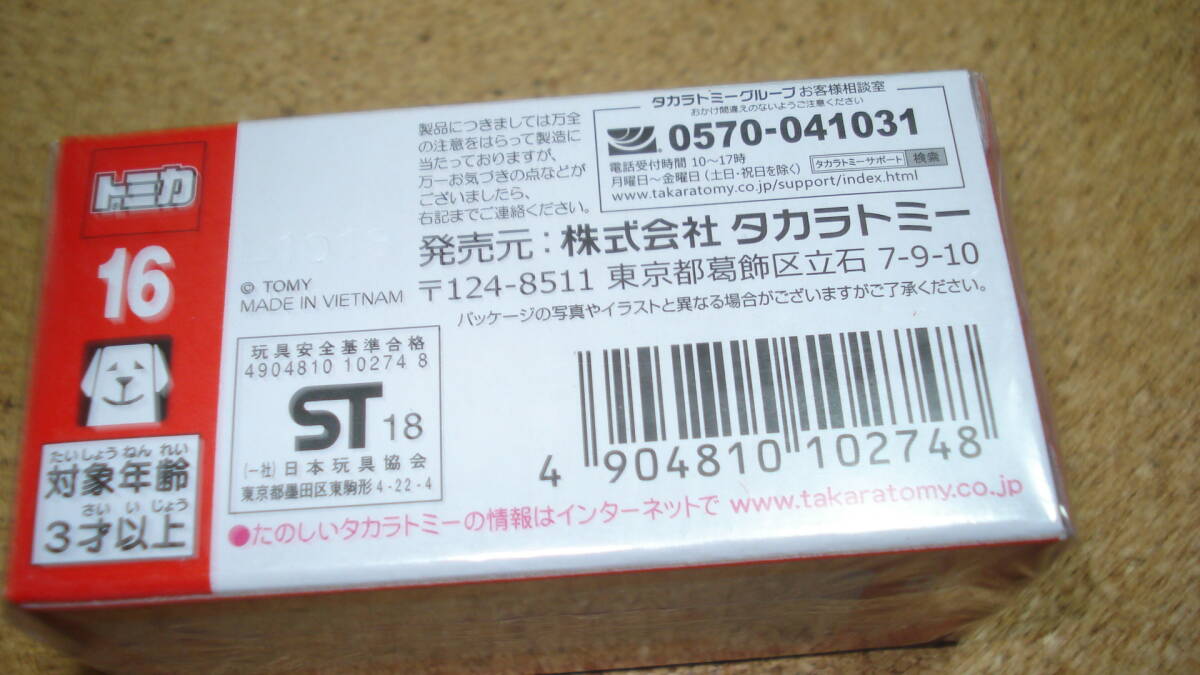 トミカ
16
たいしょうねんれい
対象年齢
さいいじょう
3才以上
© TOMY
MADE IN VIETNAM
製品につきましては万全
の注意をはらって製造に
当たっておりますが、
万一お気づきの点などが
ございましたら、
右記までご連絡ください。
タカラトミーグループ お客様相談室
おかけ間違えのないようご注意ください
0570-041031
電話受付時間 10〜17時
月曜日〜金曜日 (土日・祝日を除く)
タカラトミーサポート 検索
www.takaratomy.co.jp/support/index.html
発売元:株式会社 タカラトミー
〒124-8511 東京都葛飾区立石 7-9-10
パッケージの写真やイラストと異なる場合がございますがご了承ください。
玩具安全基準合格
4904810 10274 8
ST 18
(一社)日本玩具協会
東京都墨田区東駒形4-22-4
4 904810 102748
●たのしいタカラトミーの情報はインターネットで www.takaratomy.co.jp